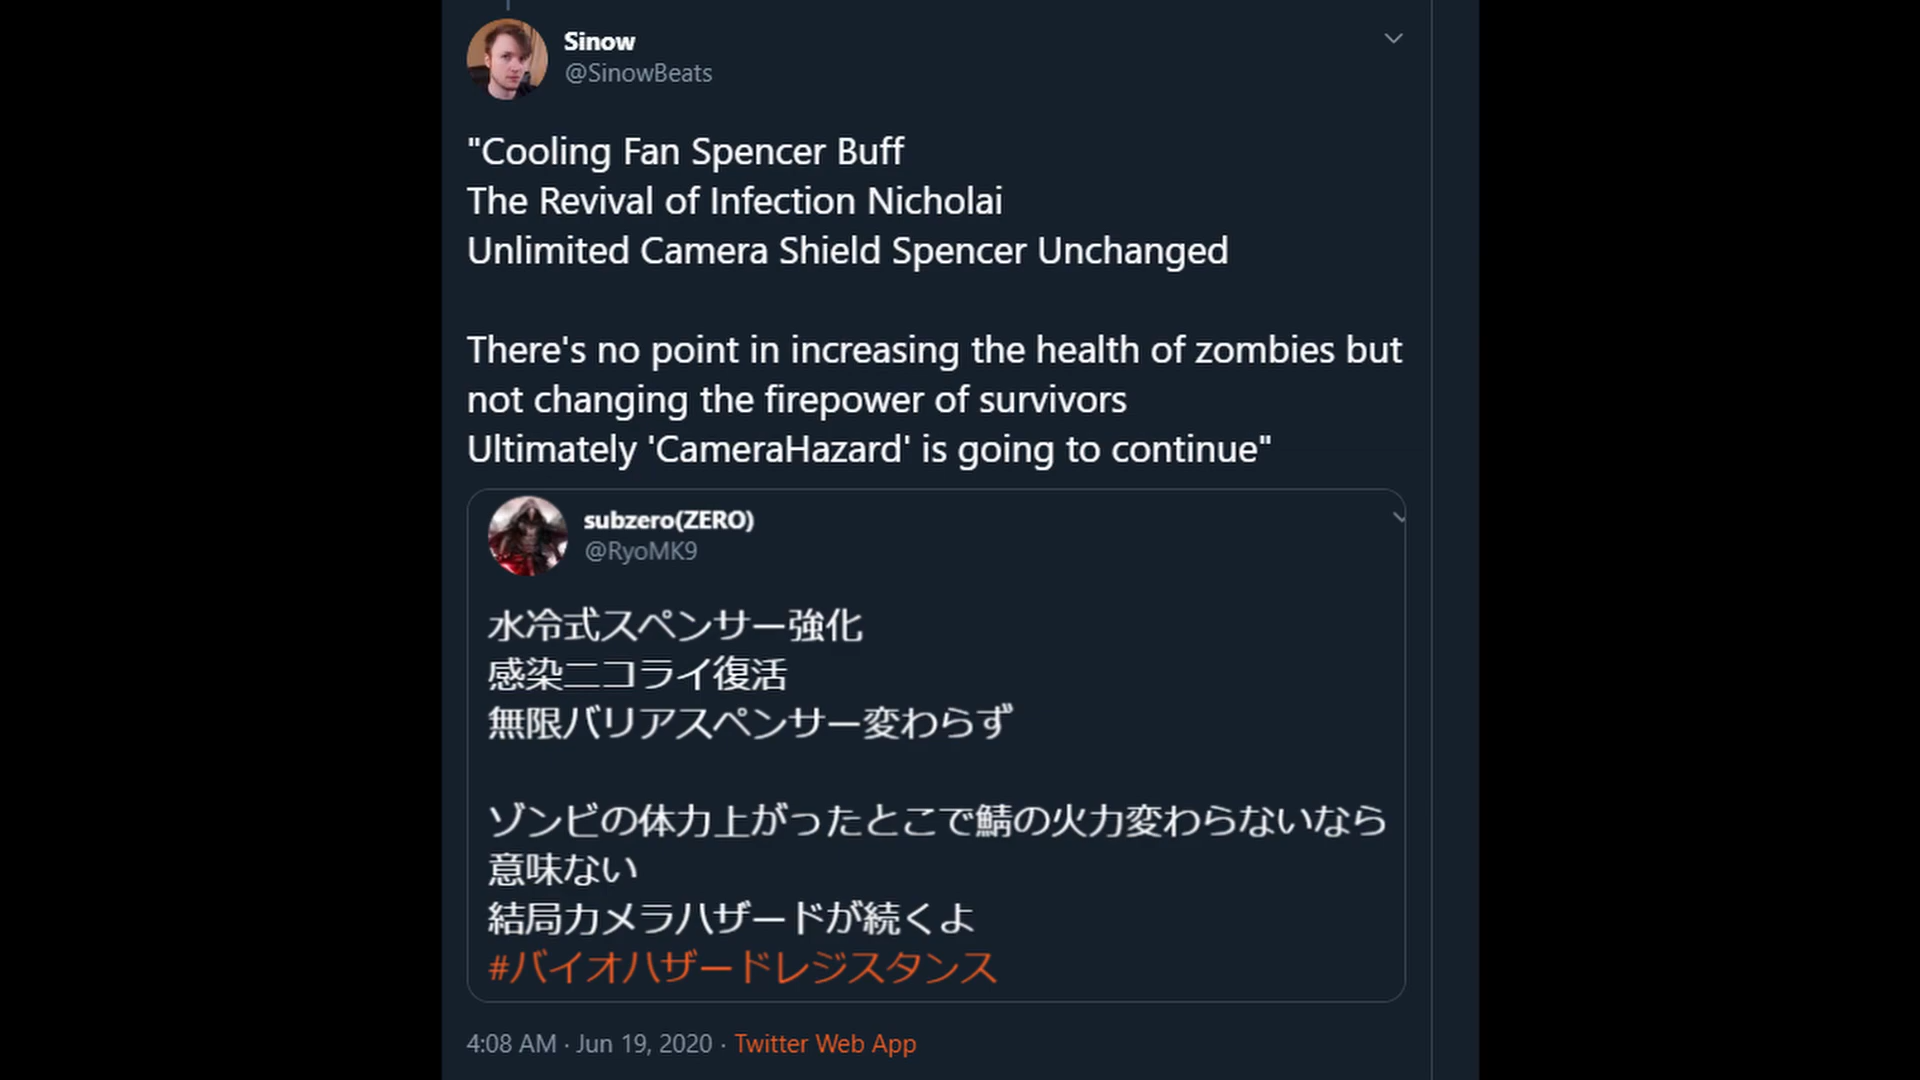 Sinow
@SinowBeats
"Cooling Fan Spencer Buff
The Revival of Infection Nicholai
Unlimited Camera Shield Spencer Unchanged
There's no point in increasing the health of zombies but
not changing the firepower of survivors
Ultimately 'CameraHazard' is going to continue"
subzero(ZERO)
@RyoMK9
水冷式スペンサー強化
感染ニコライ復活
無限バリアスペンサー変わらず
ゾンビの体力上がったとこで鯖の火力変わらないなら
意味ない
結局カメラハザードが続くよ
#バイオハザードレジスタンス
4:08 AM · Jun 19, 2020 · Twitter Web App